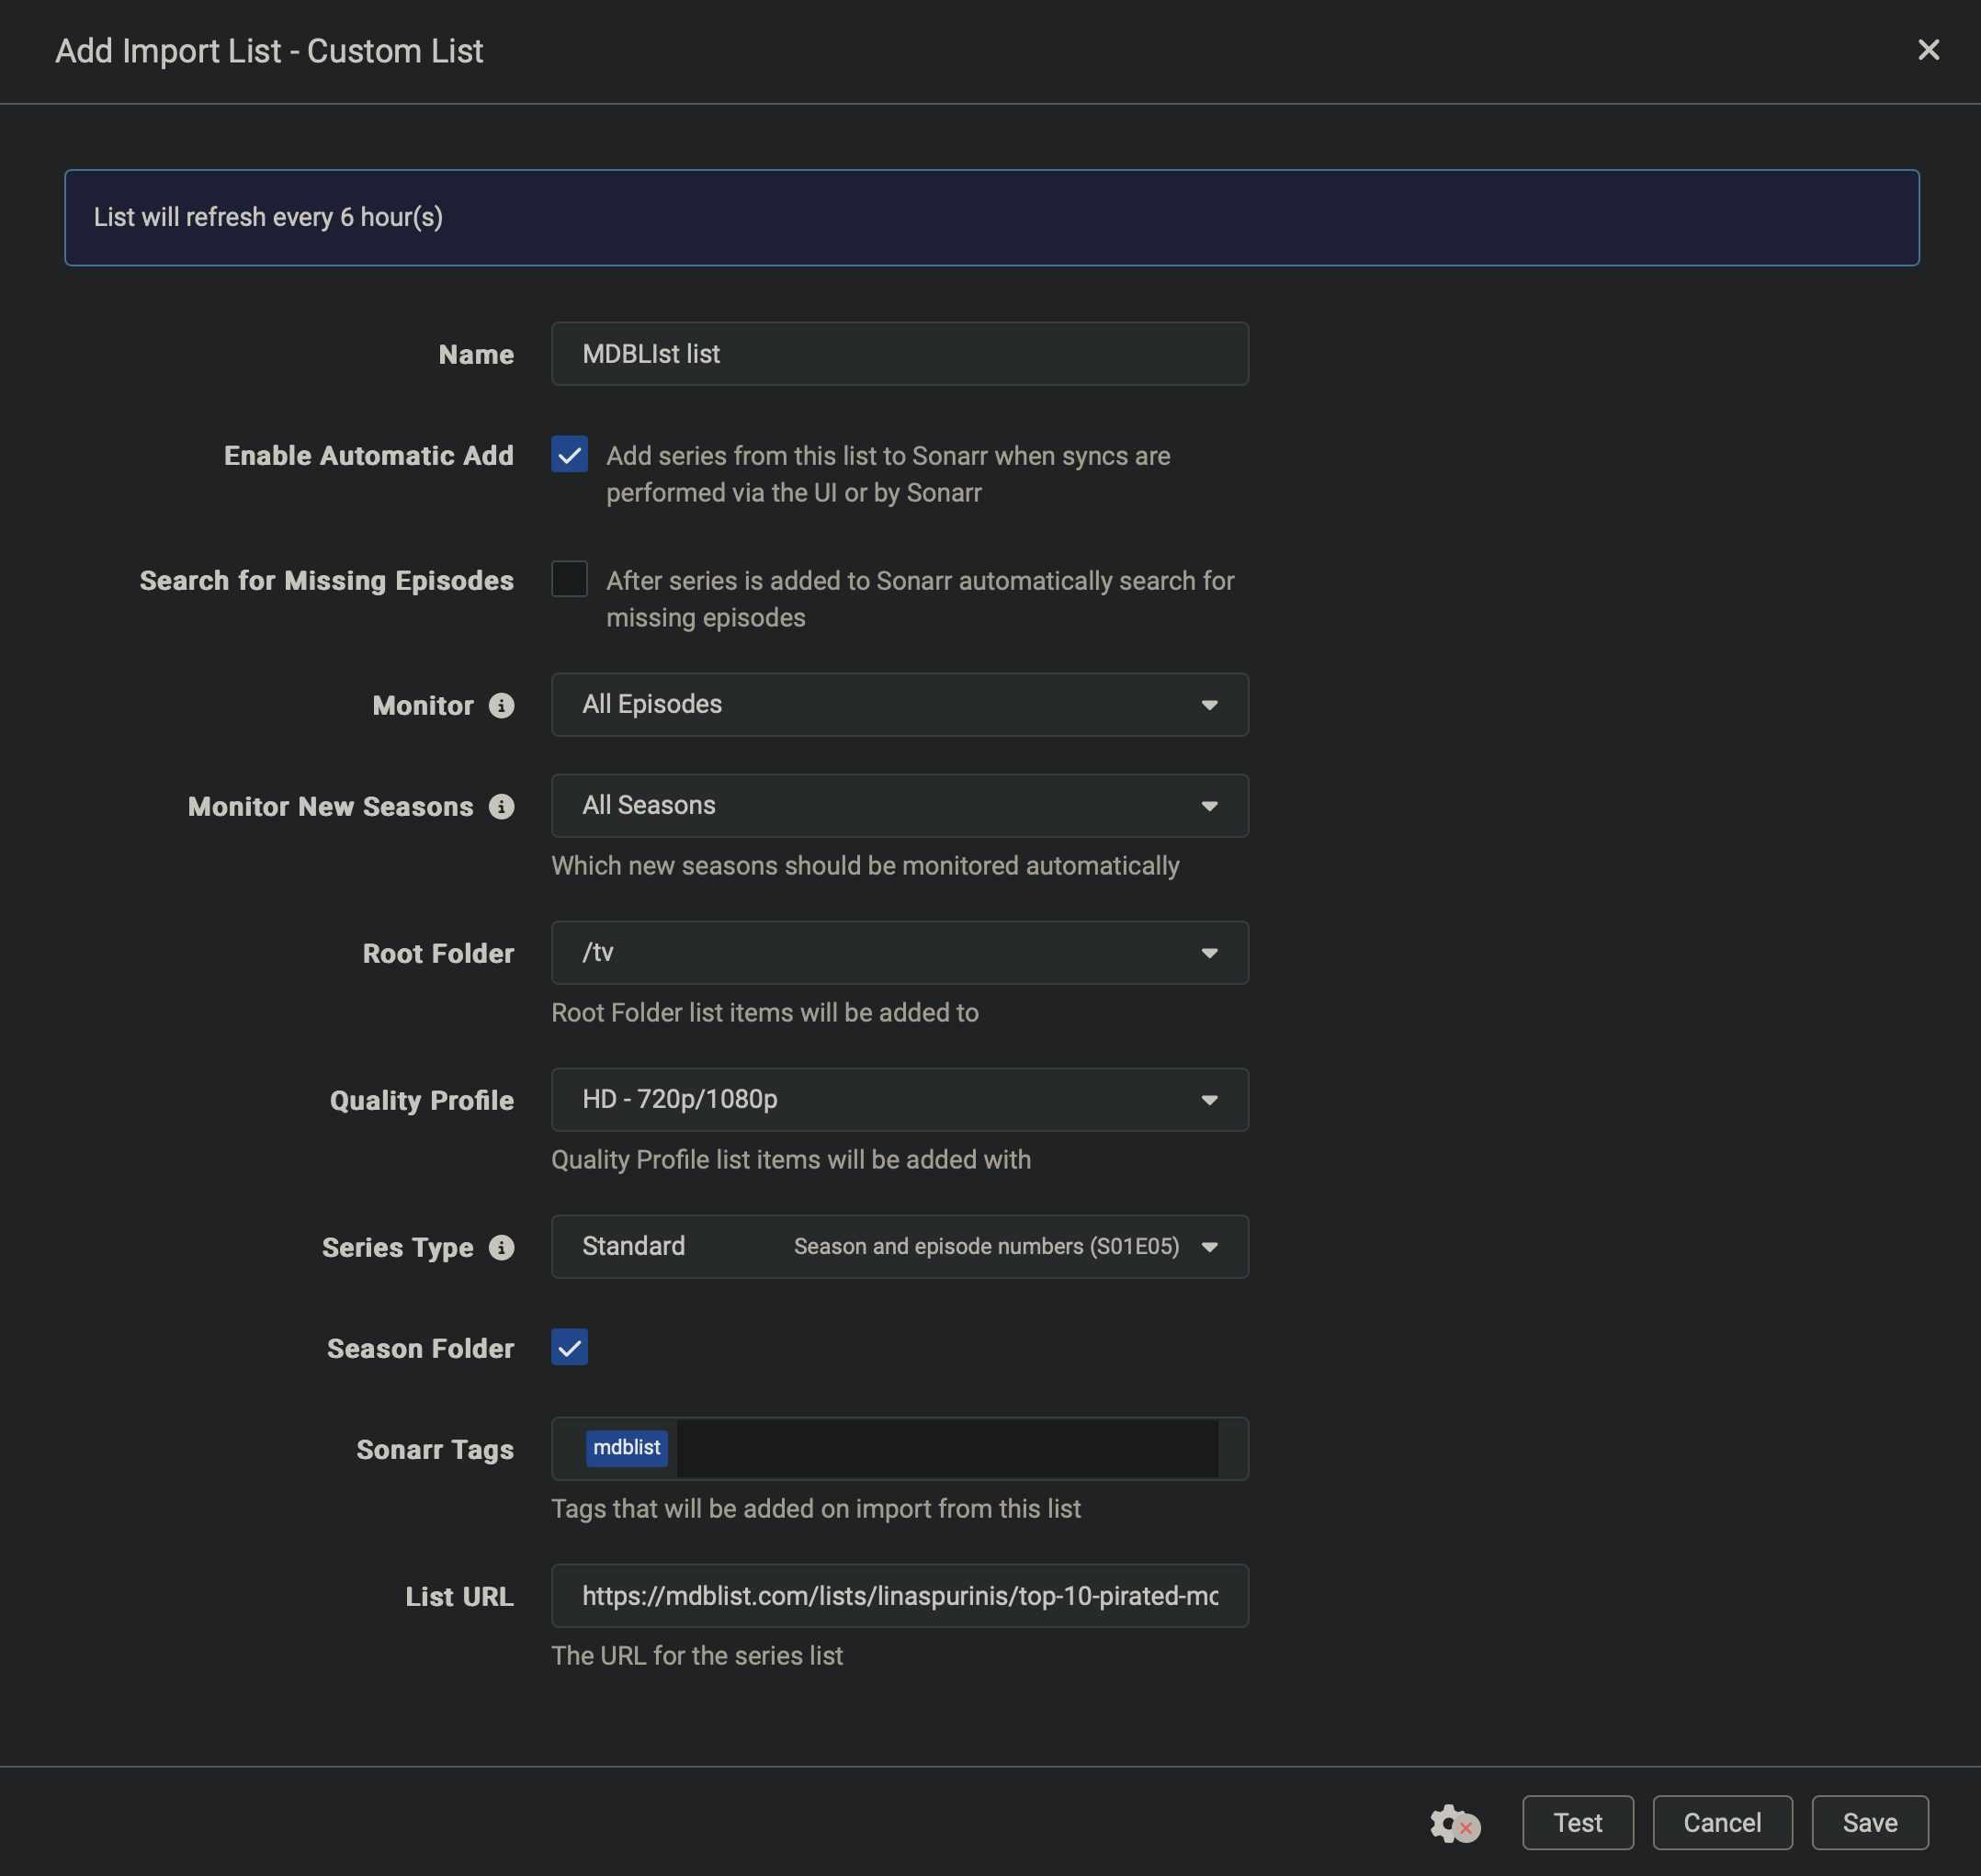 Add Import List - Custom List
List will refresh every 6 hour(s)
Name
MDBLIst list
Enable Automatic Add
Add series from this list to Sonarr when syncs are
performed via the UI or by Sonarr
Search for Missing Episodes
After series is added to Sonarr automatically search for
missing episodes
Monitor
All Episodes
Monitor New Seasons
All Seasons
Which new seasons should be monitored automatically
Root Folder
/tv
Root Folder list items will be added to
Quality Profile
HD - 720p/1080p
Quality Profile list items will be added with
Series Type
Standard
Season and episode numbers (S01E05)
Season Folder
Sonarr Tags
mdblist
Tags that will be added on import from this list
List URL
https://mdblist.com/lists/linaspurinis/top-10-pirated-mo
The URL for the series list
Test
Cancel
Save